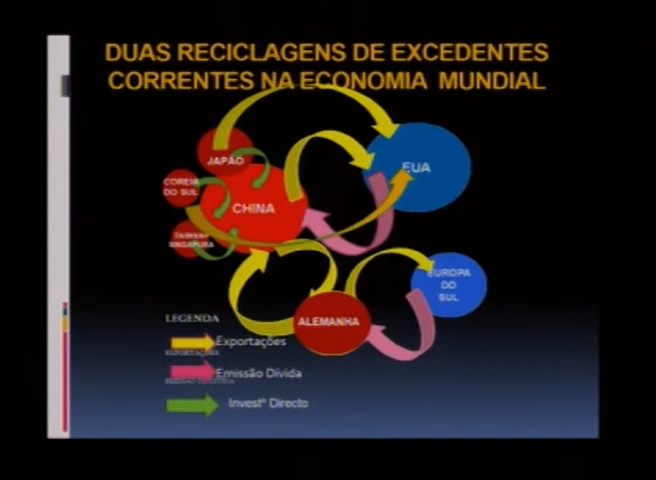 DUAS RECICLAGENS DE EXCEDENTES
CORRENTES NA ECONOMIA MUNDIAL
JAPÃO
EUA
COREIA
DO SUL
CHINA
TAIWAN
SINGAPURA
EUROPA
DO
SUL
ALEMANHA
LEGENDA
Exportações
EXPORTAÇÕES
Emissão Dívida
Investº Directo